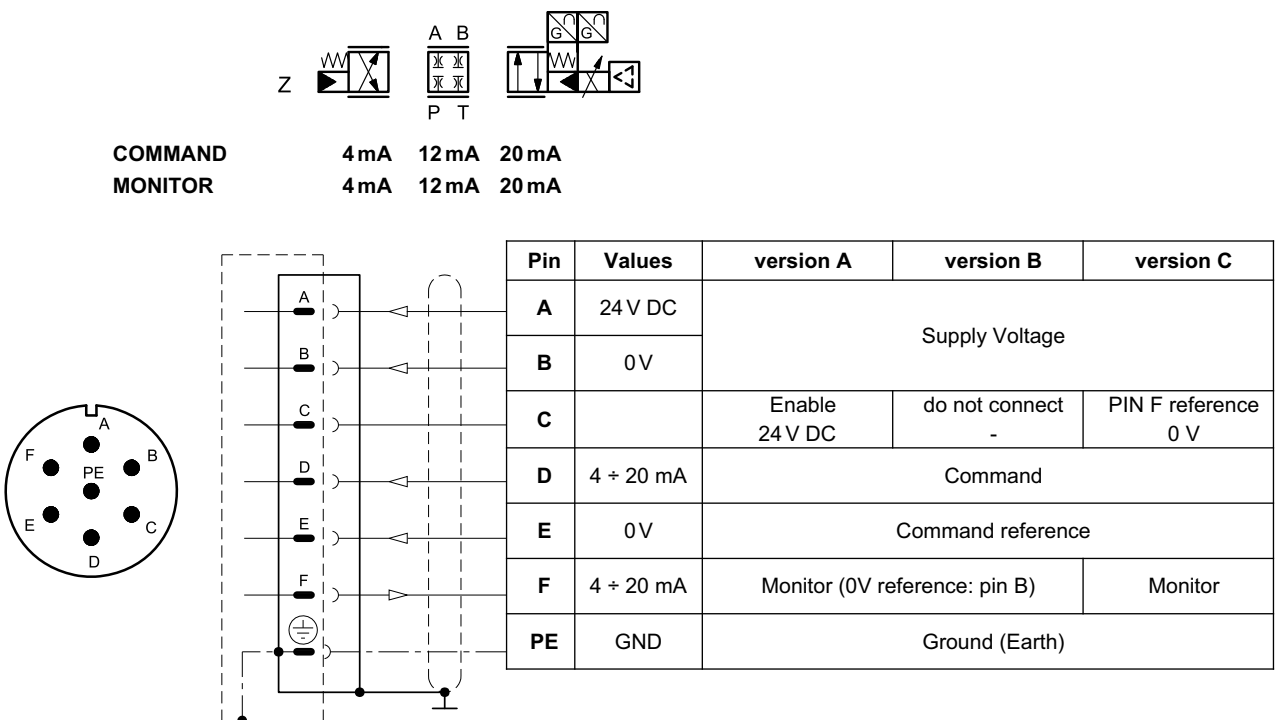 G G
A B
Z
P T
COMMAND 4 mA 12 mA 20 mA
MONITOR 4 mA 12 mA 20 mA
Pin Values version A version B version C
A 24 V DC Supply Voltage
B 0 V
C Enable 24 V DC do not connect - PIN F reference 0 V
D 4 ÷ 20 mA Command
E 0 V Command reference
F 4 ÷ 20 mA Monitor (0V reference: pin B) Monitor
PE GND Ground (Earth)
A
B
C
D
E
F
A
F B
PE
E C
D